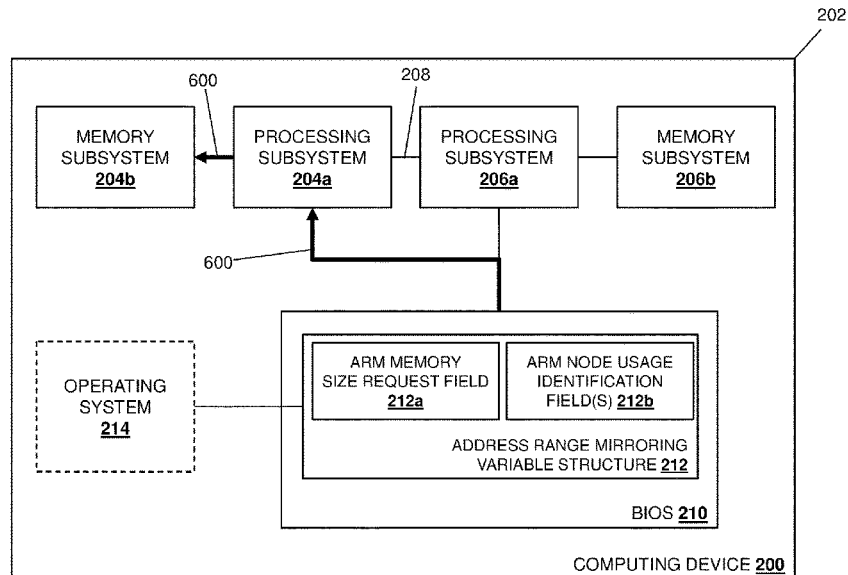 202
600
208
MEMORY
SUBSYSTEM
204b
PROCESSING
SUBSYSTEM
204a
PROCESSING
SUBSYSTEM
206a
MEMORY
SUBSYSTEM
206b
600
OPERATING
SYSTEM
214
ARM MEMORY
SIZE REQUEST FIELD
212a
ARM NODE USAGE
IDENTIFICATION
FIELD(S) 212b
ADDRESS RANGE MIRRORING
VARIABLE STRUCTURE 212
BIOS 210
COMPUTING DEVICE 200